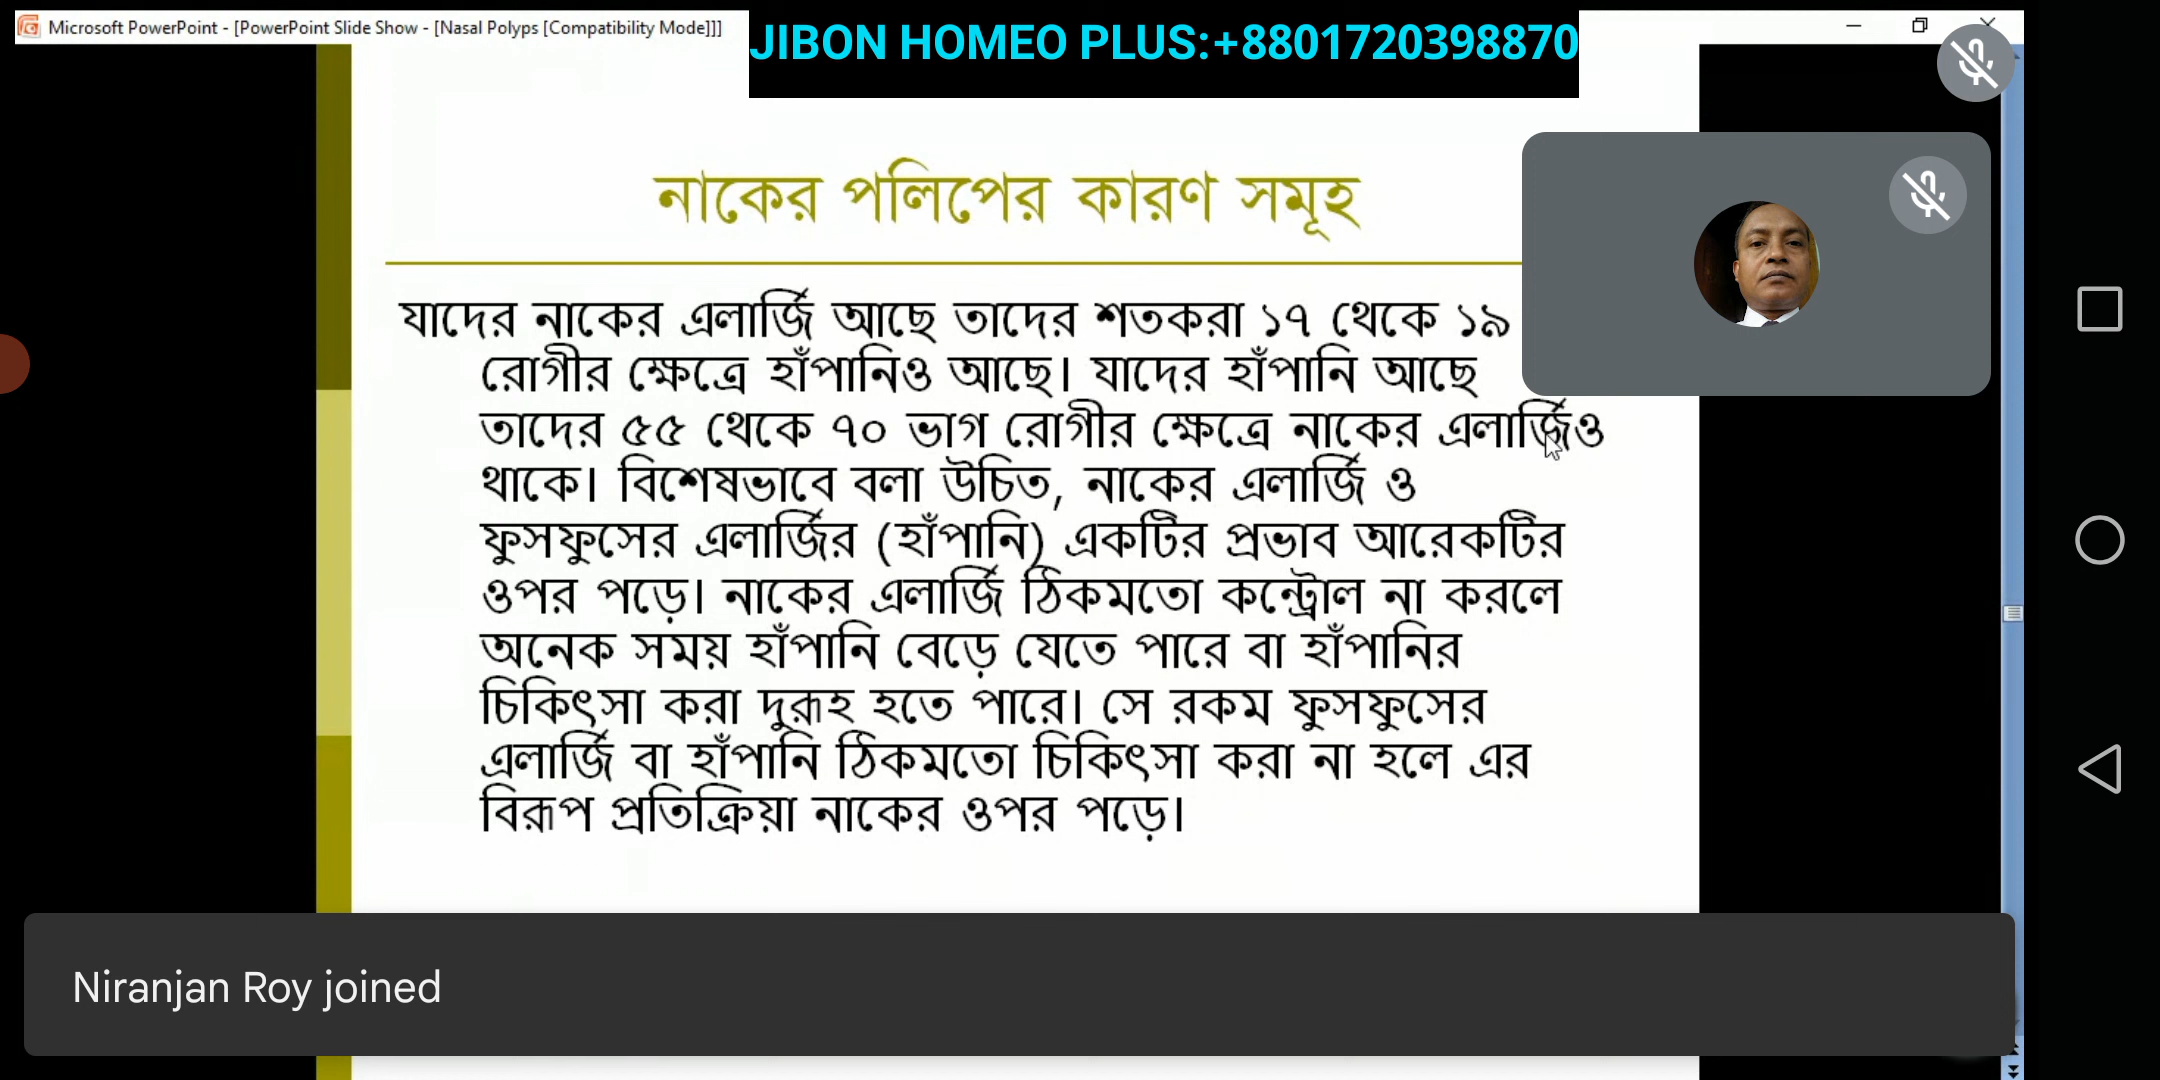 Microsoft PowerPoint - [PowerPoint Slide Show - [Nasal Polyps [Compatibility Mode]]]
JIBON HOMEO PLUS:+8801720398870
নাকের পলিপের কারণ সমূহ
যাদের নাকের এলার্জি আছে তাদের শতকরা ১৭ থেকে ১৯
রোগীর ক্ষেত্রে হাঁপানিও আছে। যাদের হাঁপানি আছে
তাদের ৫৫ থেকে ৭০ ভাগ রোগীর ক্ষেত্রে নাকের এলার্জিও
থাকে। বিশেষভাবে বলা উচিত, নাকের এলার্জি ও
ফুসফুসের এলার্জির (হাঁপানি) একটির প্রভাব আরেকটির
ওপর পড়ে। নাকের এলার্জি ঠিকমতো কন্ট্রোল না করলে
অনেক সময় হাঁপানি বেড়ে যেতে পারে বা হাঁপানির
চিকিৎসা করা দুরূহ হতে পারে। সে রকম ফুসফুসের
এলার্জি বা হাঁপানি ঠিকমতো চিকিৎসা করা না হলে এর
বিরূপ প্রতিক্রিয়া নাকের ওপর পড়ে।
Niranjan Roy joined